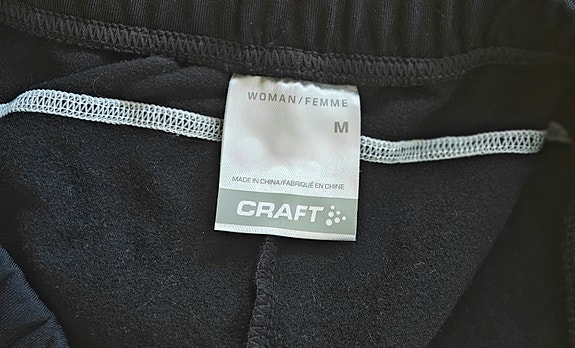 WOMAN/FEMME
M
MADE IN CHINA/FABRIQUÉ EN CHINE
CRAFT